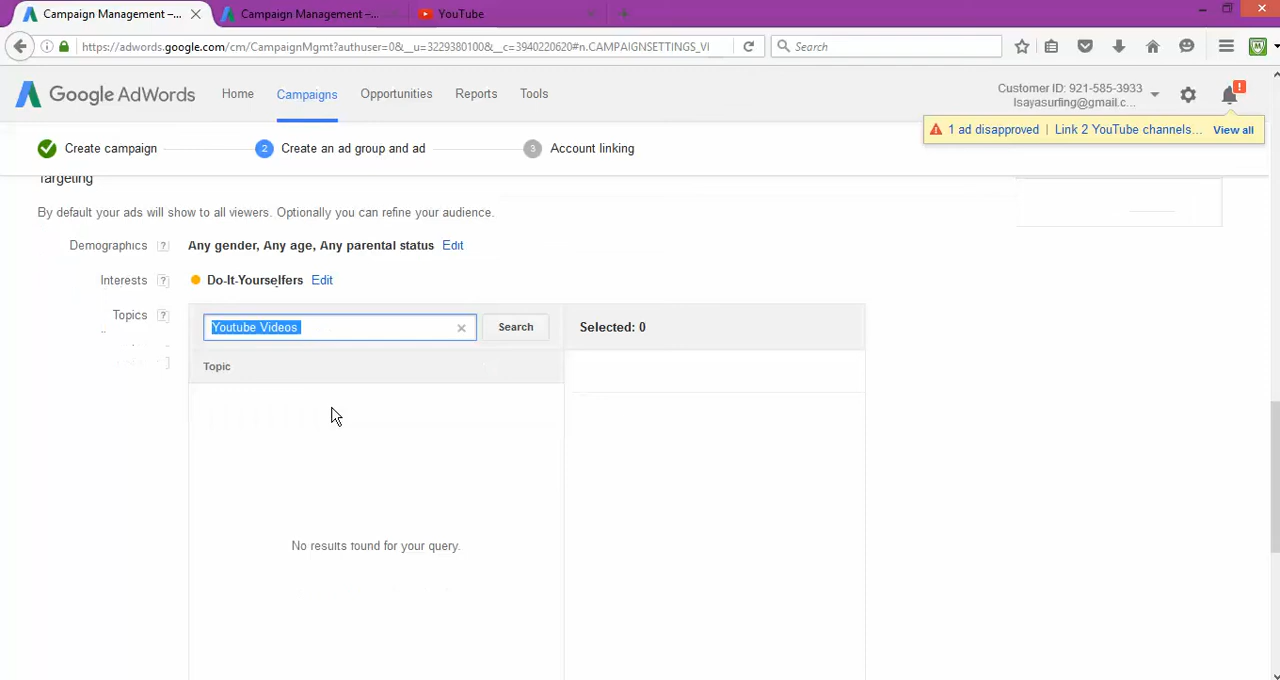 Campaign Management –...
Campaign Management –...
YouTube
https://adwords.google.com/cm/CampaignMgmt?authuser=0&__u=3229380100&__c=3940220620#n.CAMPAIGNSETTINGS_VI
Search
Google AdWords
Home
Campaigns
Opportunities
Reports
Tools
Customer ID: 921-585-3933
lsayasurfing@gmail.c...
1 ad disapproved | Link 2 YouTube channels... View all
Create campaign
2 Create an ad group and ad
3 Account linking
Targeting
By default your ads will show to all viewers. Optionally you can refine your audience.
Demographics ? Any gender, Any age, Any parental status Edit
Interests ? Do-It-Yourselfers Edit
Topics ?
Youtube Videos
Search
Selected: 0
Topic
No results found for your query.